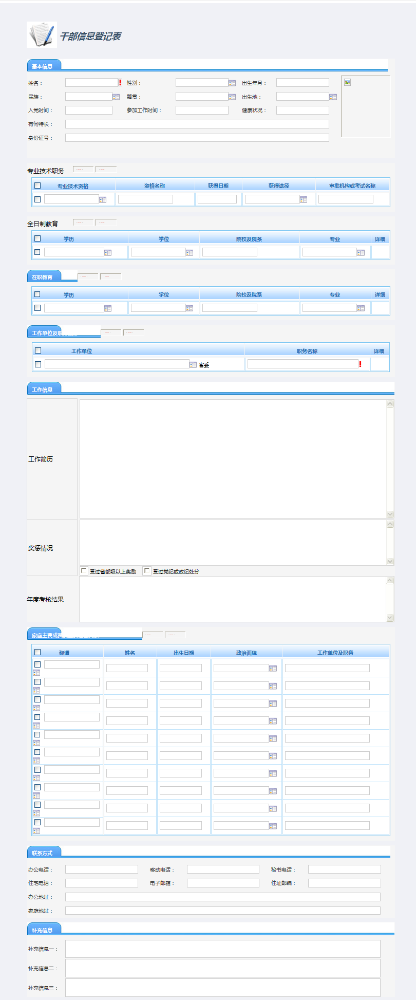 干部信息登记表
基本信息
姓名： 性别： 出生年月：
民族： 籍贯： 出生地：
入党时间： 参加工作时间： 健康状况：
有何特长：
身份证号：
专业技术职务
专业技术资格 资格名称 获得日期 获得途径 审批机构或考试名称
全日制教育
学历 学位 院校及院系 专业 详细
在职教育
学历 学位 院校及院系 专业 详细
工作单位及职
工作单位 职务名称 详细
省委
工作信息
工作简历
奖惩情况
受过省部级以上奖励 受过党纪或政纪处分
年度考核结果
家庭主要成员
称谓 姓名 出生日期 政治面貌 工作单位及职务
联系方式
办公电话： 移动电话： 秘书电话：
住宅电话： 电子邮箱： 住址邮编：
办公地址：
家庭地址：
补充信息
补充信息一：
补充信息二：
补充信息三：